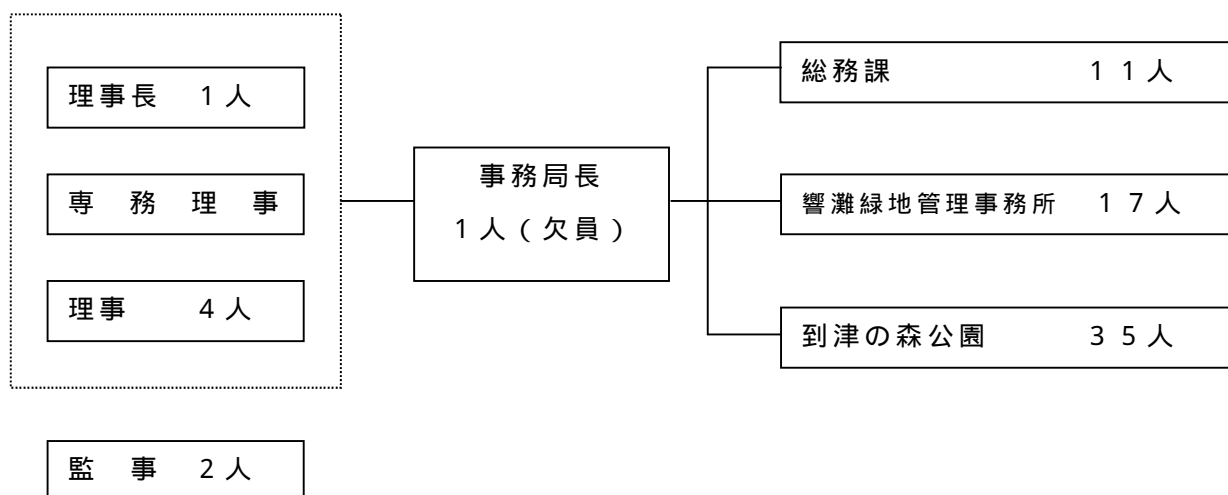 理事長 1人
専務理事
理事 4人
監事 2人
事務局長
1人(欠員)
総務課 11人
響灘緑地管理事務所 17人
到津の森公園 35人